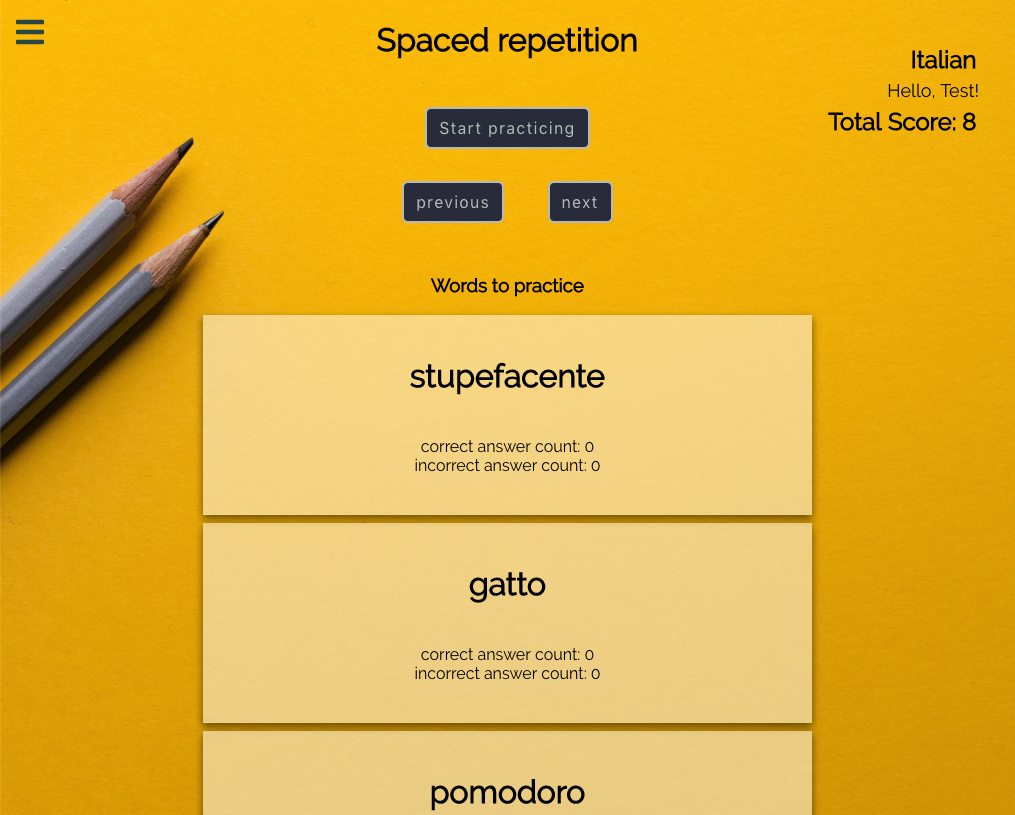 Spaced repetition
Italian
Hello, Test!
Total Score: 8
Start practicing
previous
next
Words to practice
stupefacente
correct answer count: 0
incorrect answer count: 0
gatto
correct answer count: 0
incorrect answer count: 0
pomodoro